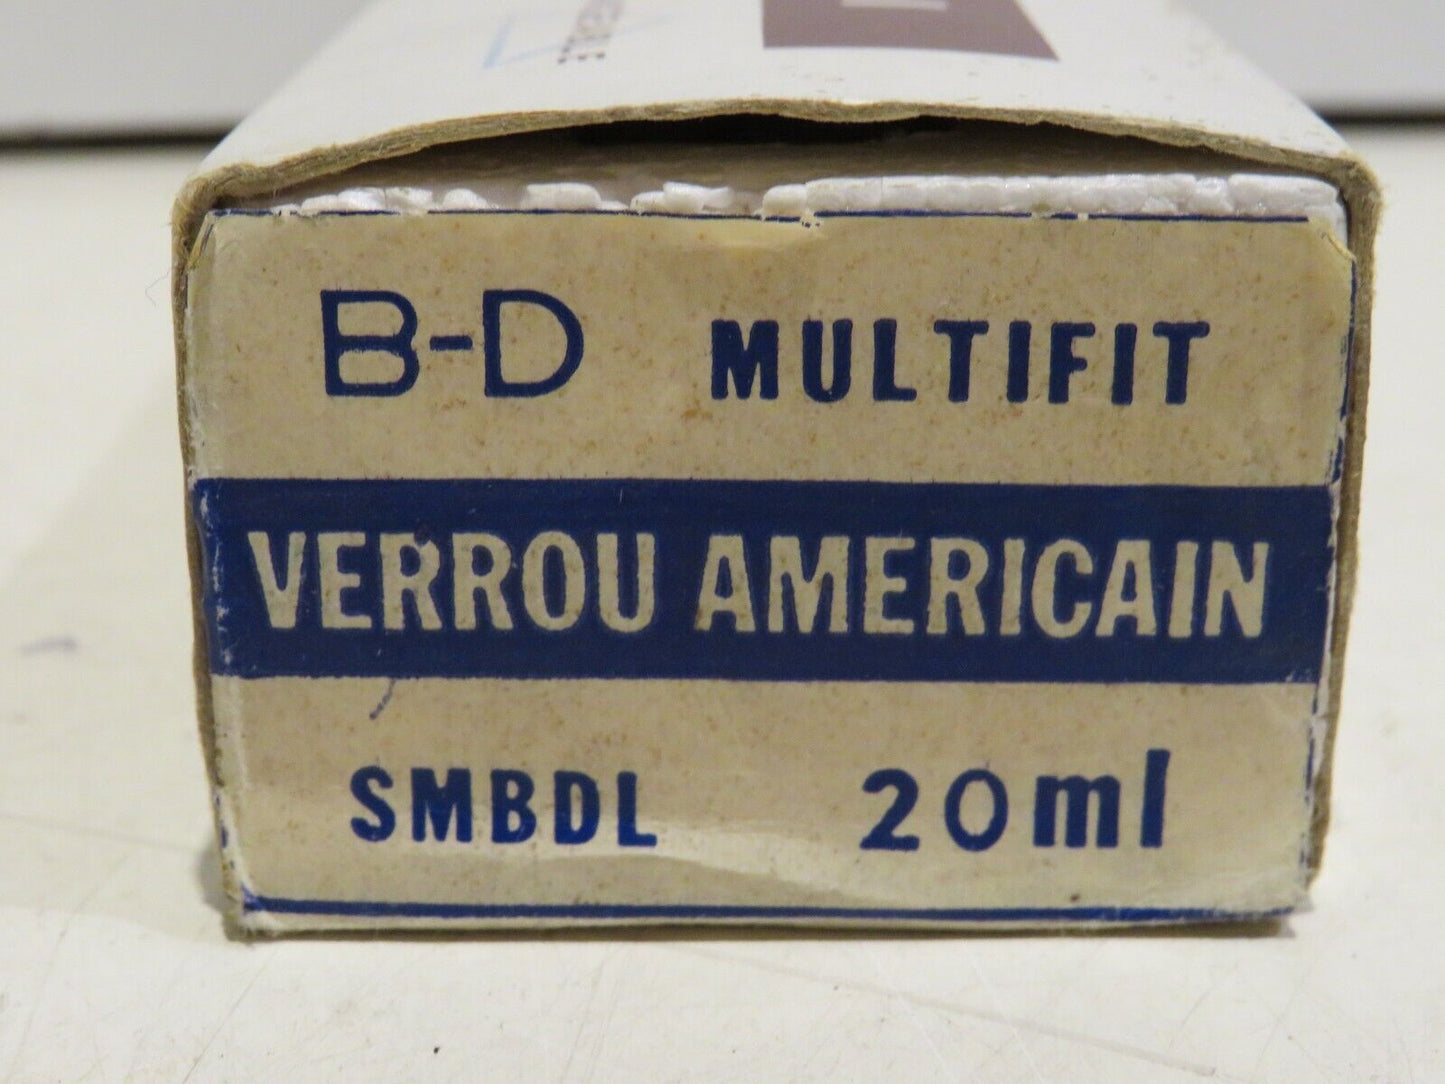 B-D MULTIFIT
VERROU AMERICAIN
SMBDL 20ml